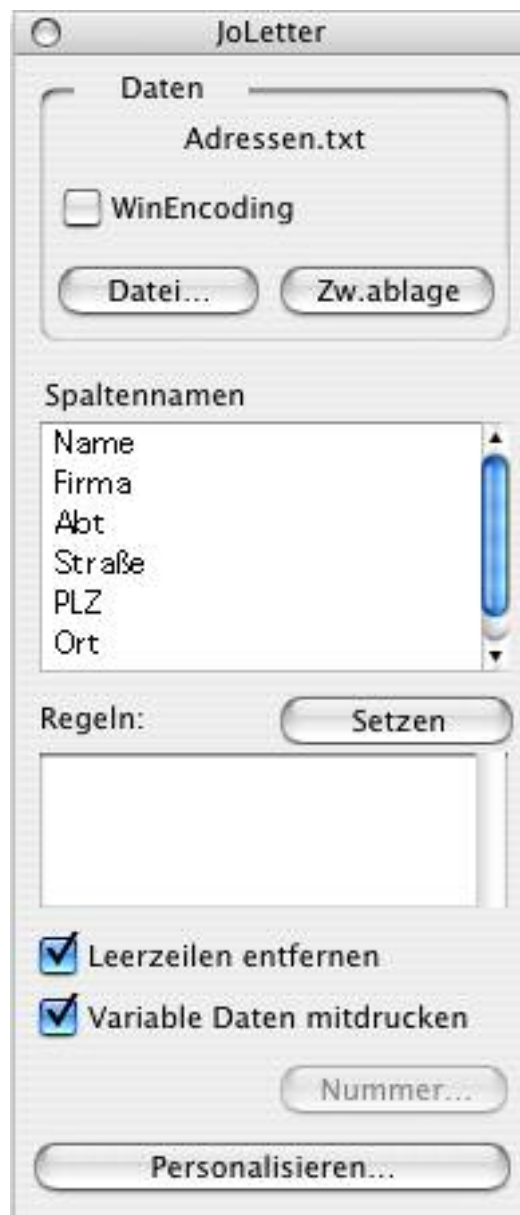 JoLetter
Daten
Adressen.txt
WinEncoding
Datei... Zw.ablage
Spaltennamen
Name
Firma
Abt
Straße
PLZ
Ort
Regeln: Setzen
Leerzeilen entfernen
Variable Daten mitdrucken
Nummer...
Personalisieren...